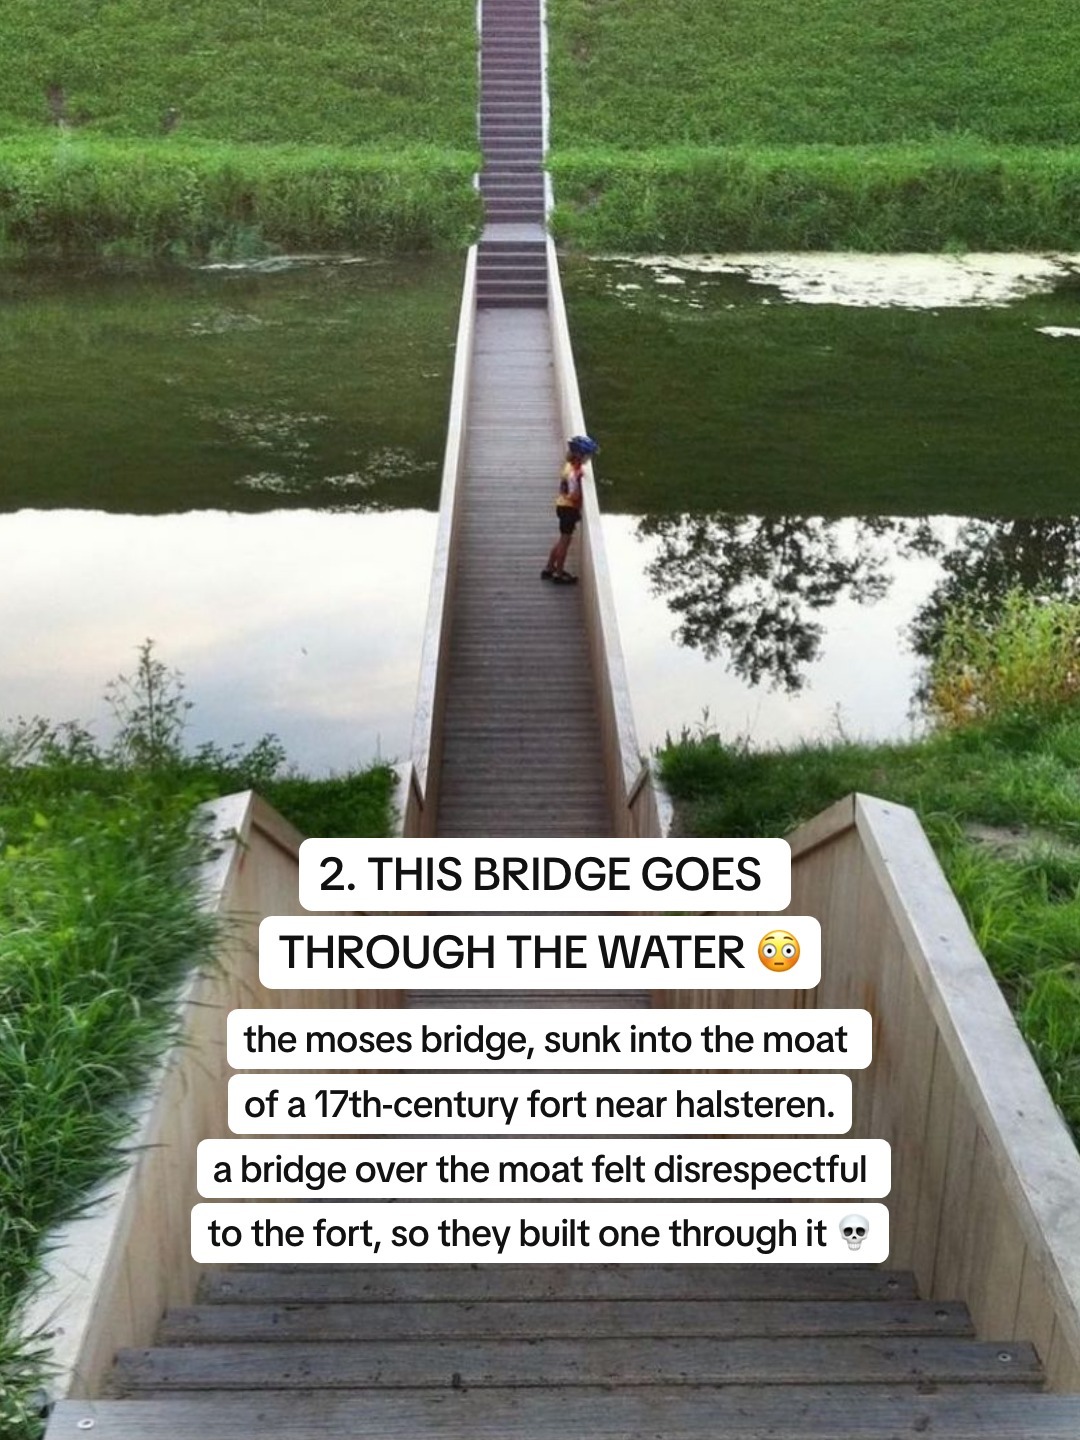 2. THIS BRIDGE GOES
THROUGH THE WATER 😳
the moses bridge, sunk into the moat
of a 17th-century fort near halsteren.
a bridge over the moat felt disrespectful
to the fort, so they built one through it 💀